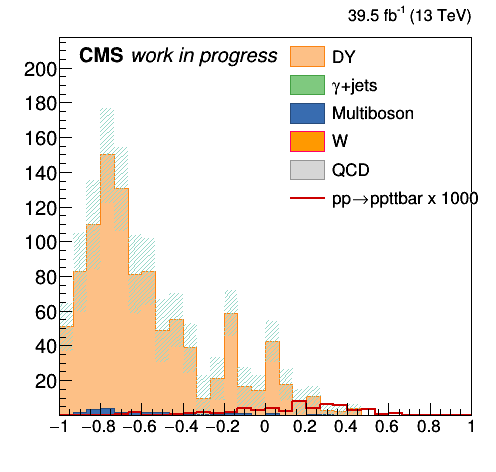 39.5 fb⁻¹ (13 TeV)
CMS work in progress
DY
γ+jets
Multiboson
W
QCD
pp→ppttbar x 1000
200
180
160
140
120
100
80
60
40
20
−1 −0.8 −0.6 −0.4 −0.2 0 0.2 0.4 0.6 0.8 1